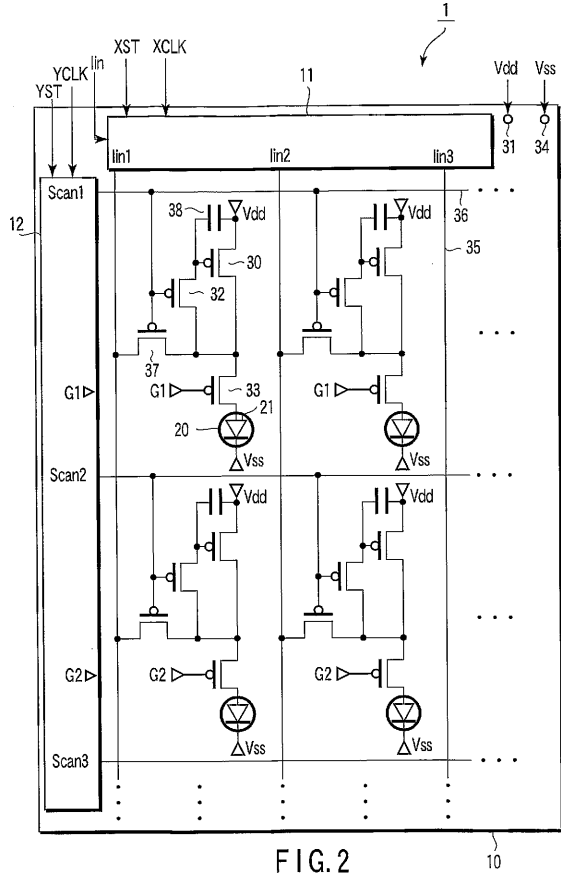 1
XST XCLK
YCLK Iin
YST
Vdd Vss
11
31 34
Iin1 Iin2 Iin3
12
Scan1
36
38 Vdd Vdd
35
30
32
37
G1 G1 33 G1
21
20
Vss Vss
Scan2
Vdd Vdd
G2 G2 G2
Vss Vss
Scan3
10
FIG. 2